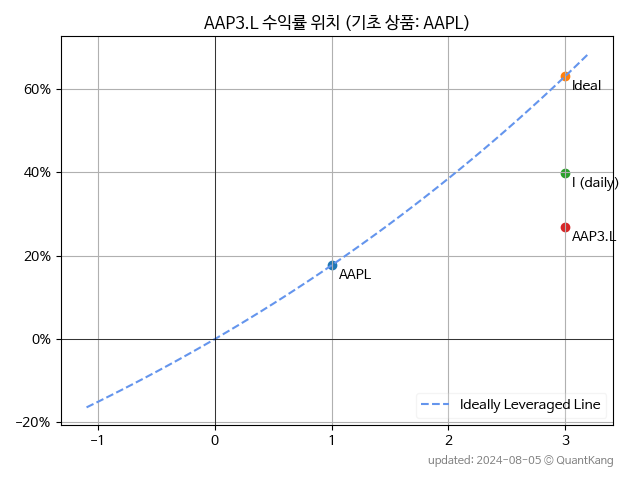 AAP3.L 수익률 위치 (기초 상품: AAPL)
60%
40%
20%
0%
−20%
Ideal
I (daily)
AAP3.L
AAPL
Ideally Leveraged Line
−1 0 1 2 3
updated: 2024-08-05 © QuantKang